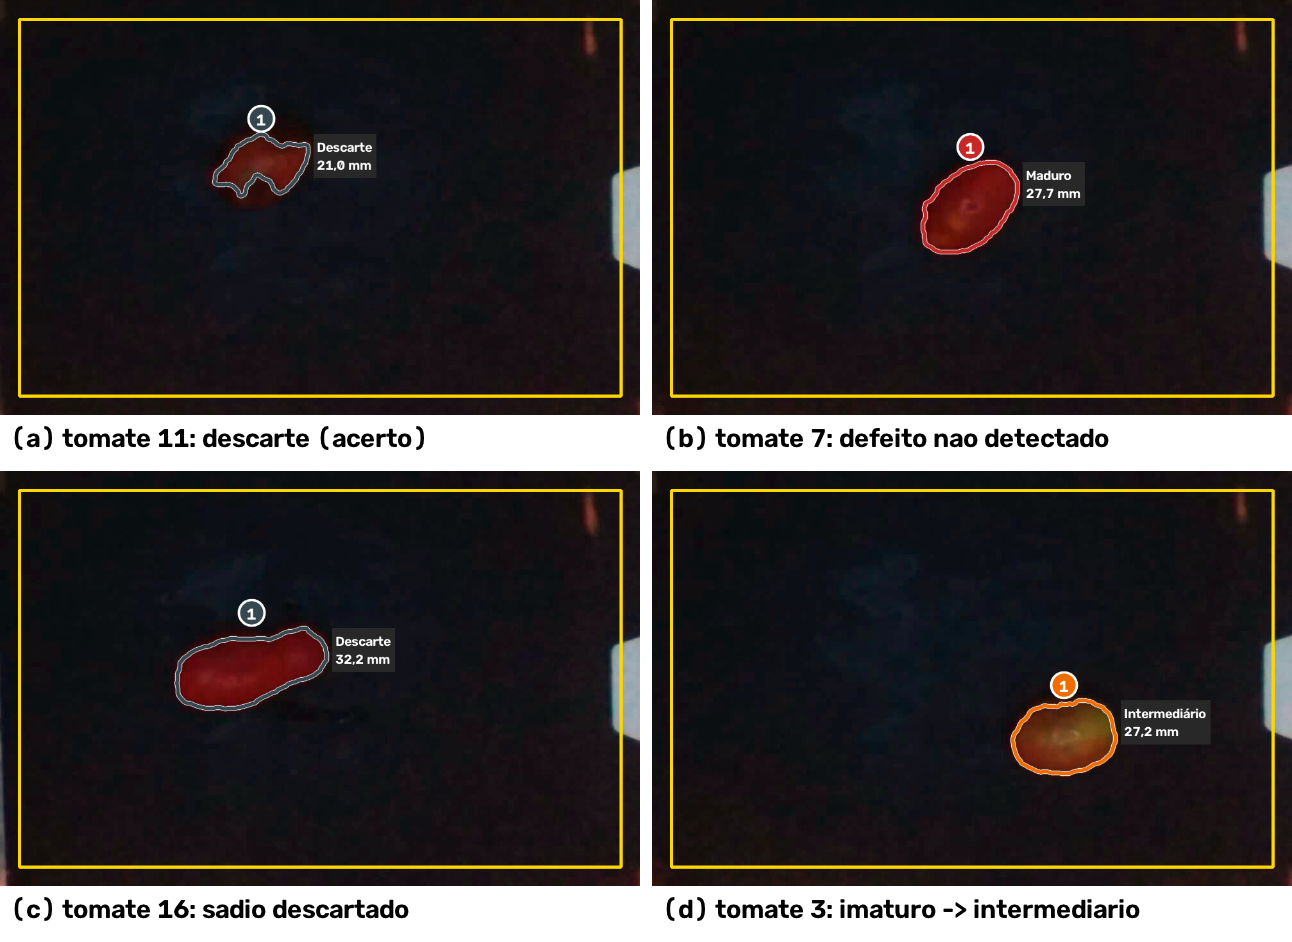 1
Descarte
21,0 mm
(a) tomate 11: descarte (acerto)
1
Maduro
27,7 mm
(b) tomate 7: defeito nao detectado
1
Descarte
32,2 mm
(c) tomate 16: sadio descartado
1
Intermediário
27,2 mm
(d) tomate 3: imaturo -> intermediario